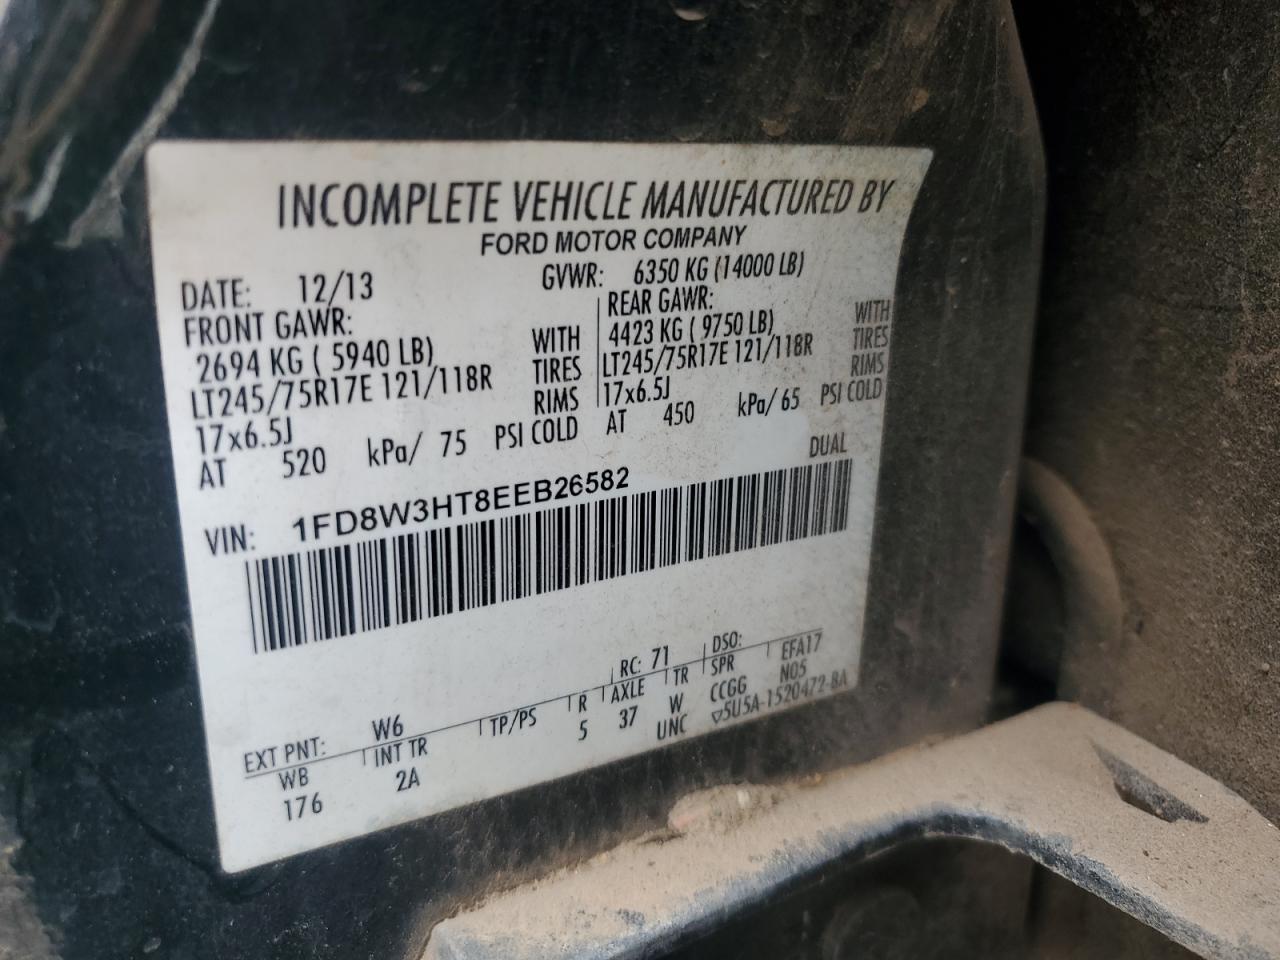 INCOMPLETE VEHICLE MANUFACTURED BY
FORD MOTOR COMPANY
DATE: 12/13 GVWR: 6350 KG (14000 LB)
FRONT GAWR: REAR GAWR:
2694 KG ( 5940 LB) WITH 4423 KG ( 9750 LB) WITH
LT245/75R17E 121/118R TIRES LT245/75R17E 121/118R TIRES
17x6.5J RIMS 17x6.5J RIMS
AT 520 kPa/ 75 PSI COLD AT 450 kPa/ 65 PSI COLD
DUAL
VIN: 1FD8W3HT8EEB26582
EXT PNT: W6 RC: 71 DSO:
WB INT TR TP/PS R AXLE TR SPR EFA17
176 2A 5 37 W CCGG N05
UNC ▽5U5A-1520472-BA